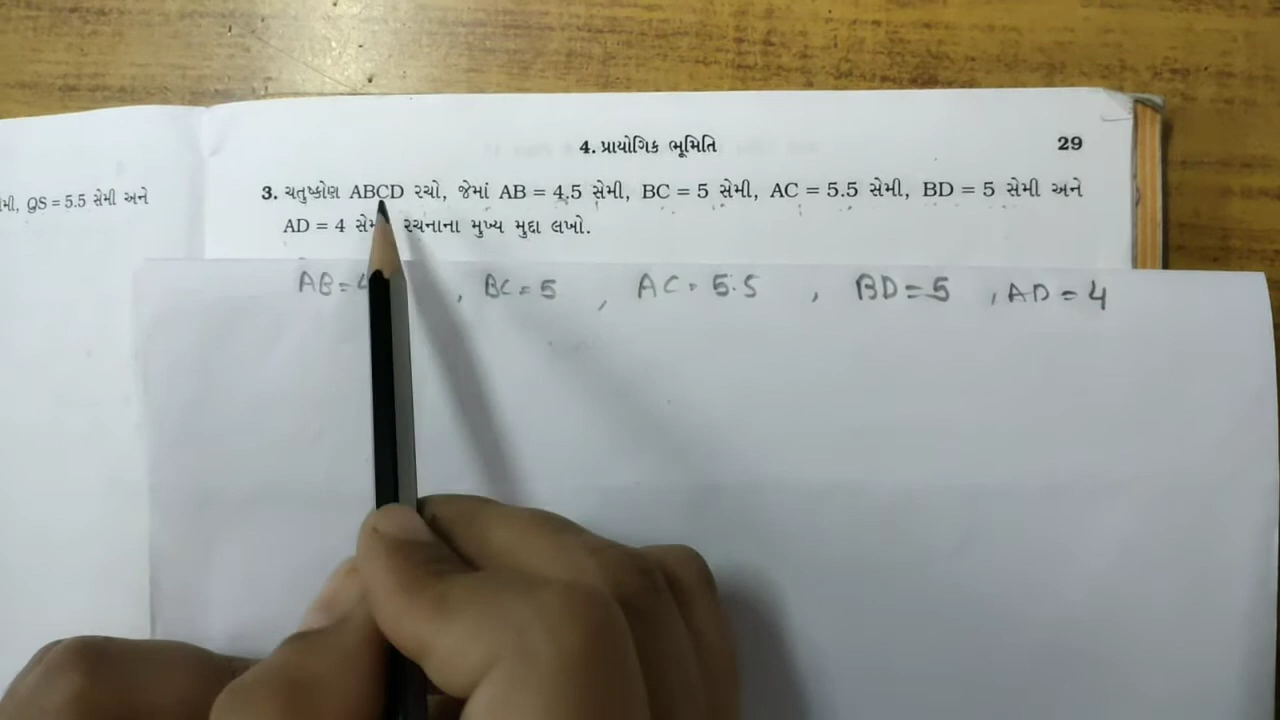 4. પ્રાયોગિક ભૂમિતિ
29
સેમી, QS = 5.5 સેમી અને
3. ચતુષ્કોણ ABCD રચો, જેમાં AB = 4.5 સેમી, BC = 5 સેમી, AC = 5.5 સેમી, BD = 5 સેમી અને
AD = 4 રચનાના મુખ્ય મુદ્દા લખો.
AB = , BC = 5 , AC = 5.5 , BD = 5 , AD = 4